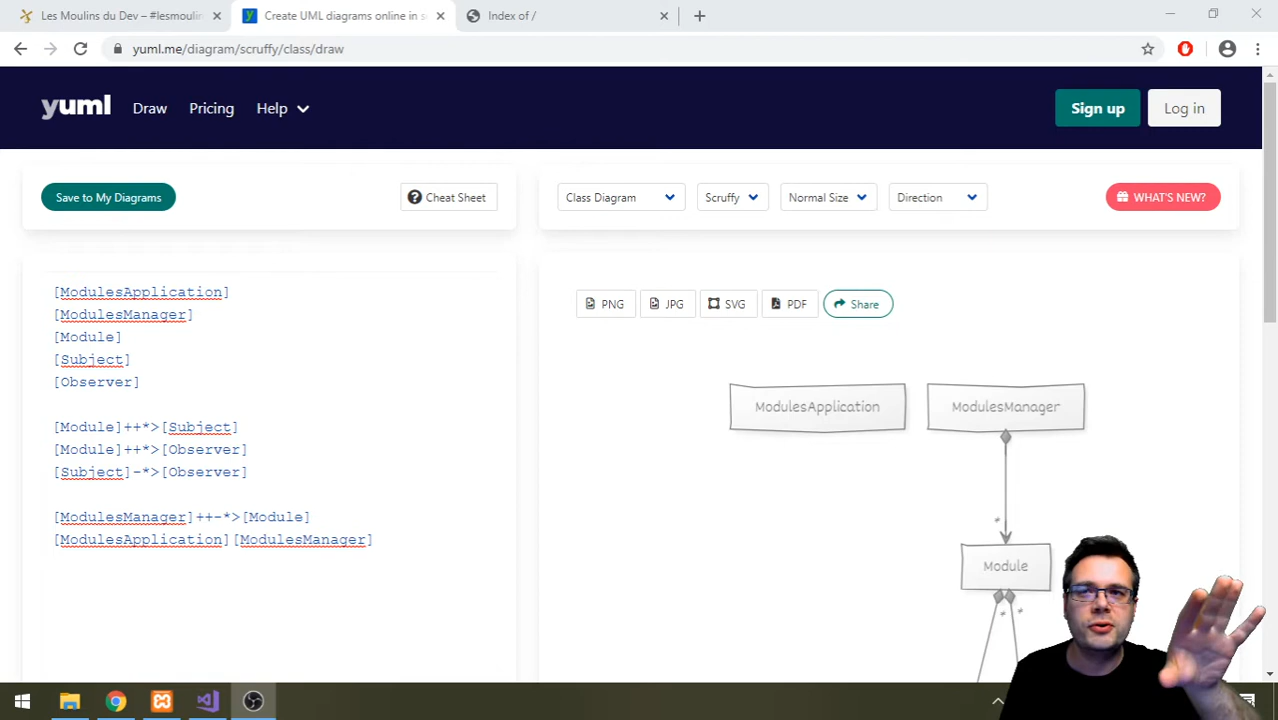 Les Moulins du Dev – #lesmoulin
Create UML diagrams online in s
Index of /
yuml.me/diagram/scruffy/class/draw
yuml Draw Pricing Help Sign up Log in
Save to My Diagrams Cheat Sheet Class Diagram Scruffy Normal Size Direction WHAT'S NEW?
[ModulesApplication]
[ModulesManager]
[Module]
[Subject]
[Observer]
[Module]++*>[Subject]
[Module]++*>[Observer]
[Subject]-*>[Observer]
[ModulesManager]++-*>[Module]
[ModulesApplication][ModulesManager]
PNG JPG SVG PDF Share
ModulesApplication ModulesManager
*
Module
* *